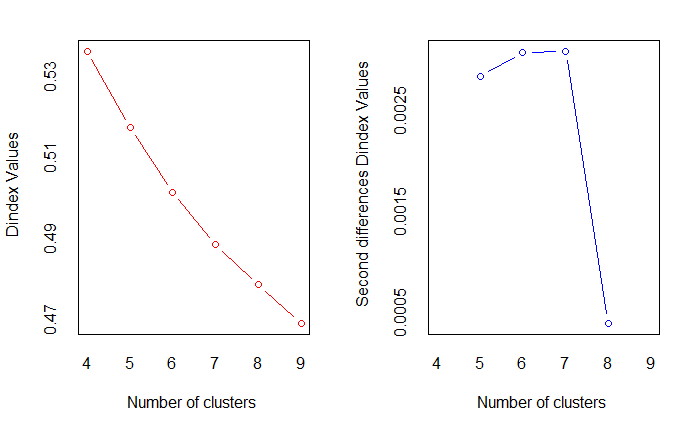 Dindex Values
0.53
0.51
0.49
0.47
4 5 6 7 8 9
Number of clusters
Second differences Dindex Values
0.0025
0.0015
0.0005
4 5 6 7 8 9
Number of clusters